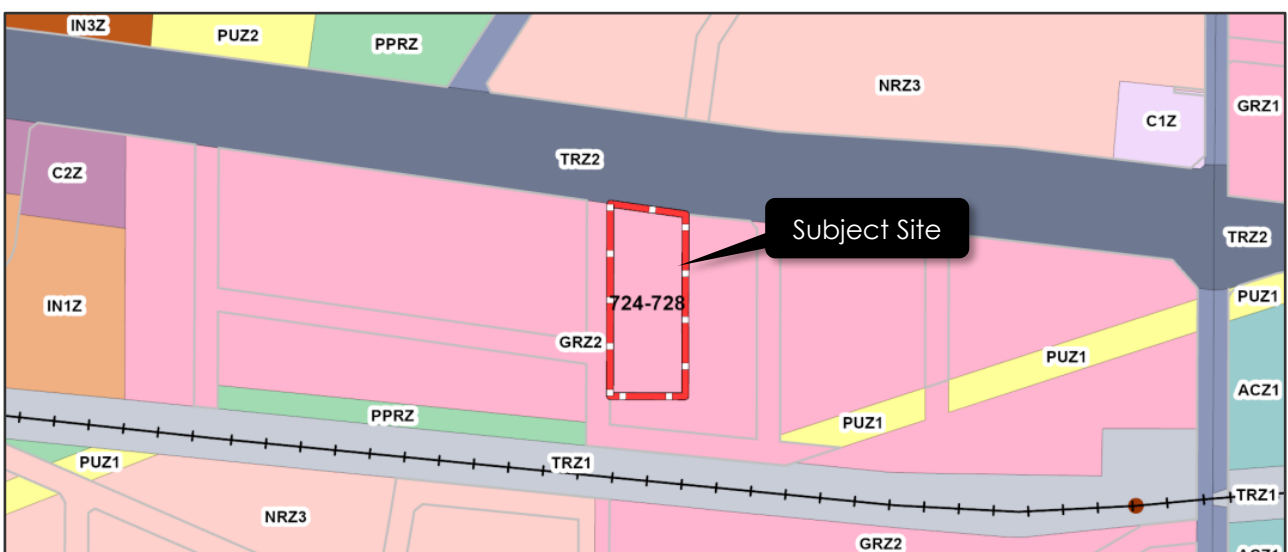 IN3Z
PUZ2
PPRZ
NRZ3
GRZ1
C1Z
TRZ2
C2Z
Subject Site
TRZ2
PUZ1
724-728
IN1Z
GRZ2
PUZ1
ACZ1
PPRZ
PUZ1
PUZ1
TRZ1
TRZ1
NRZ3
GRZ2
ACZ1